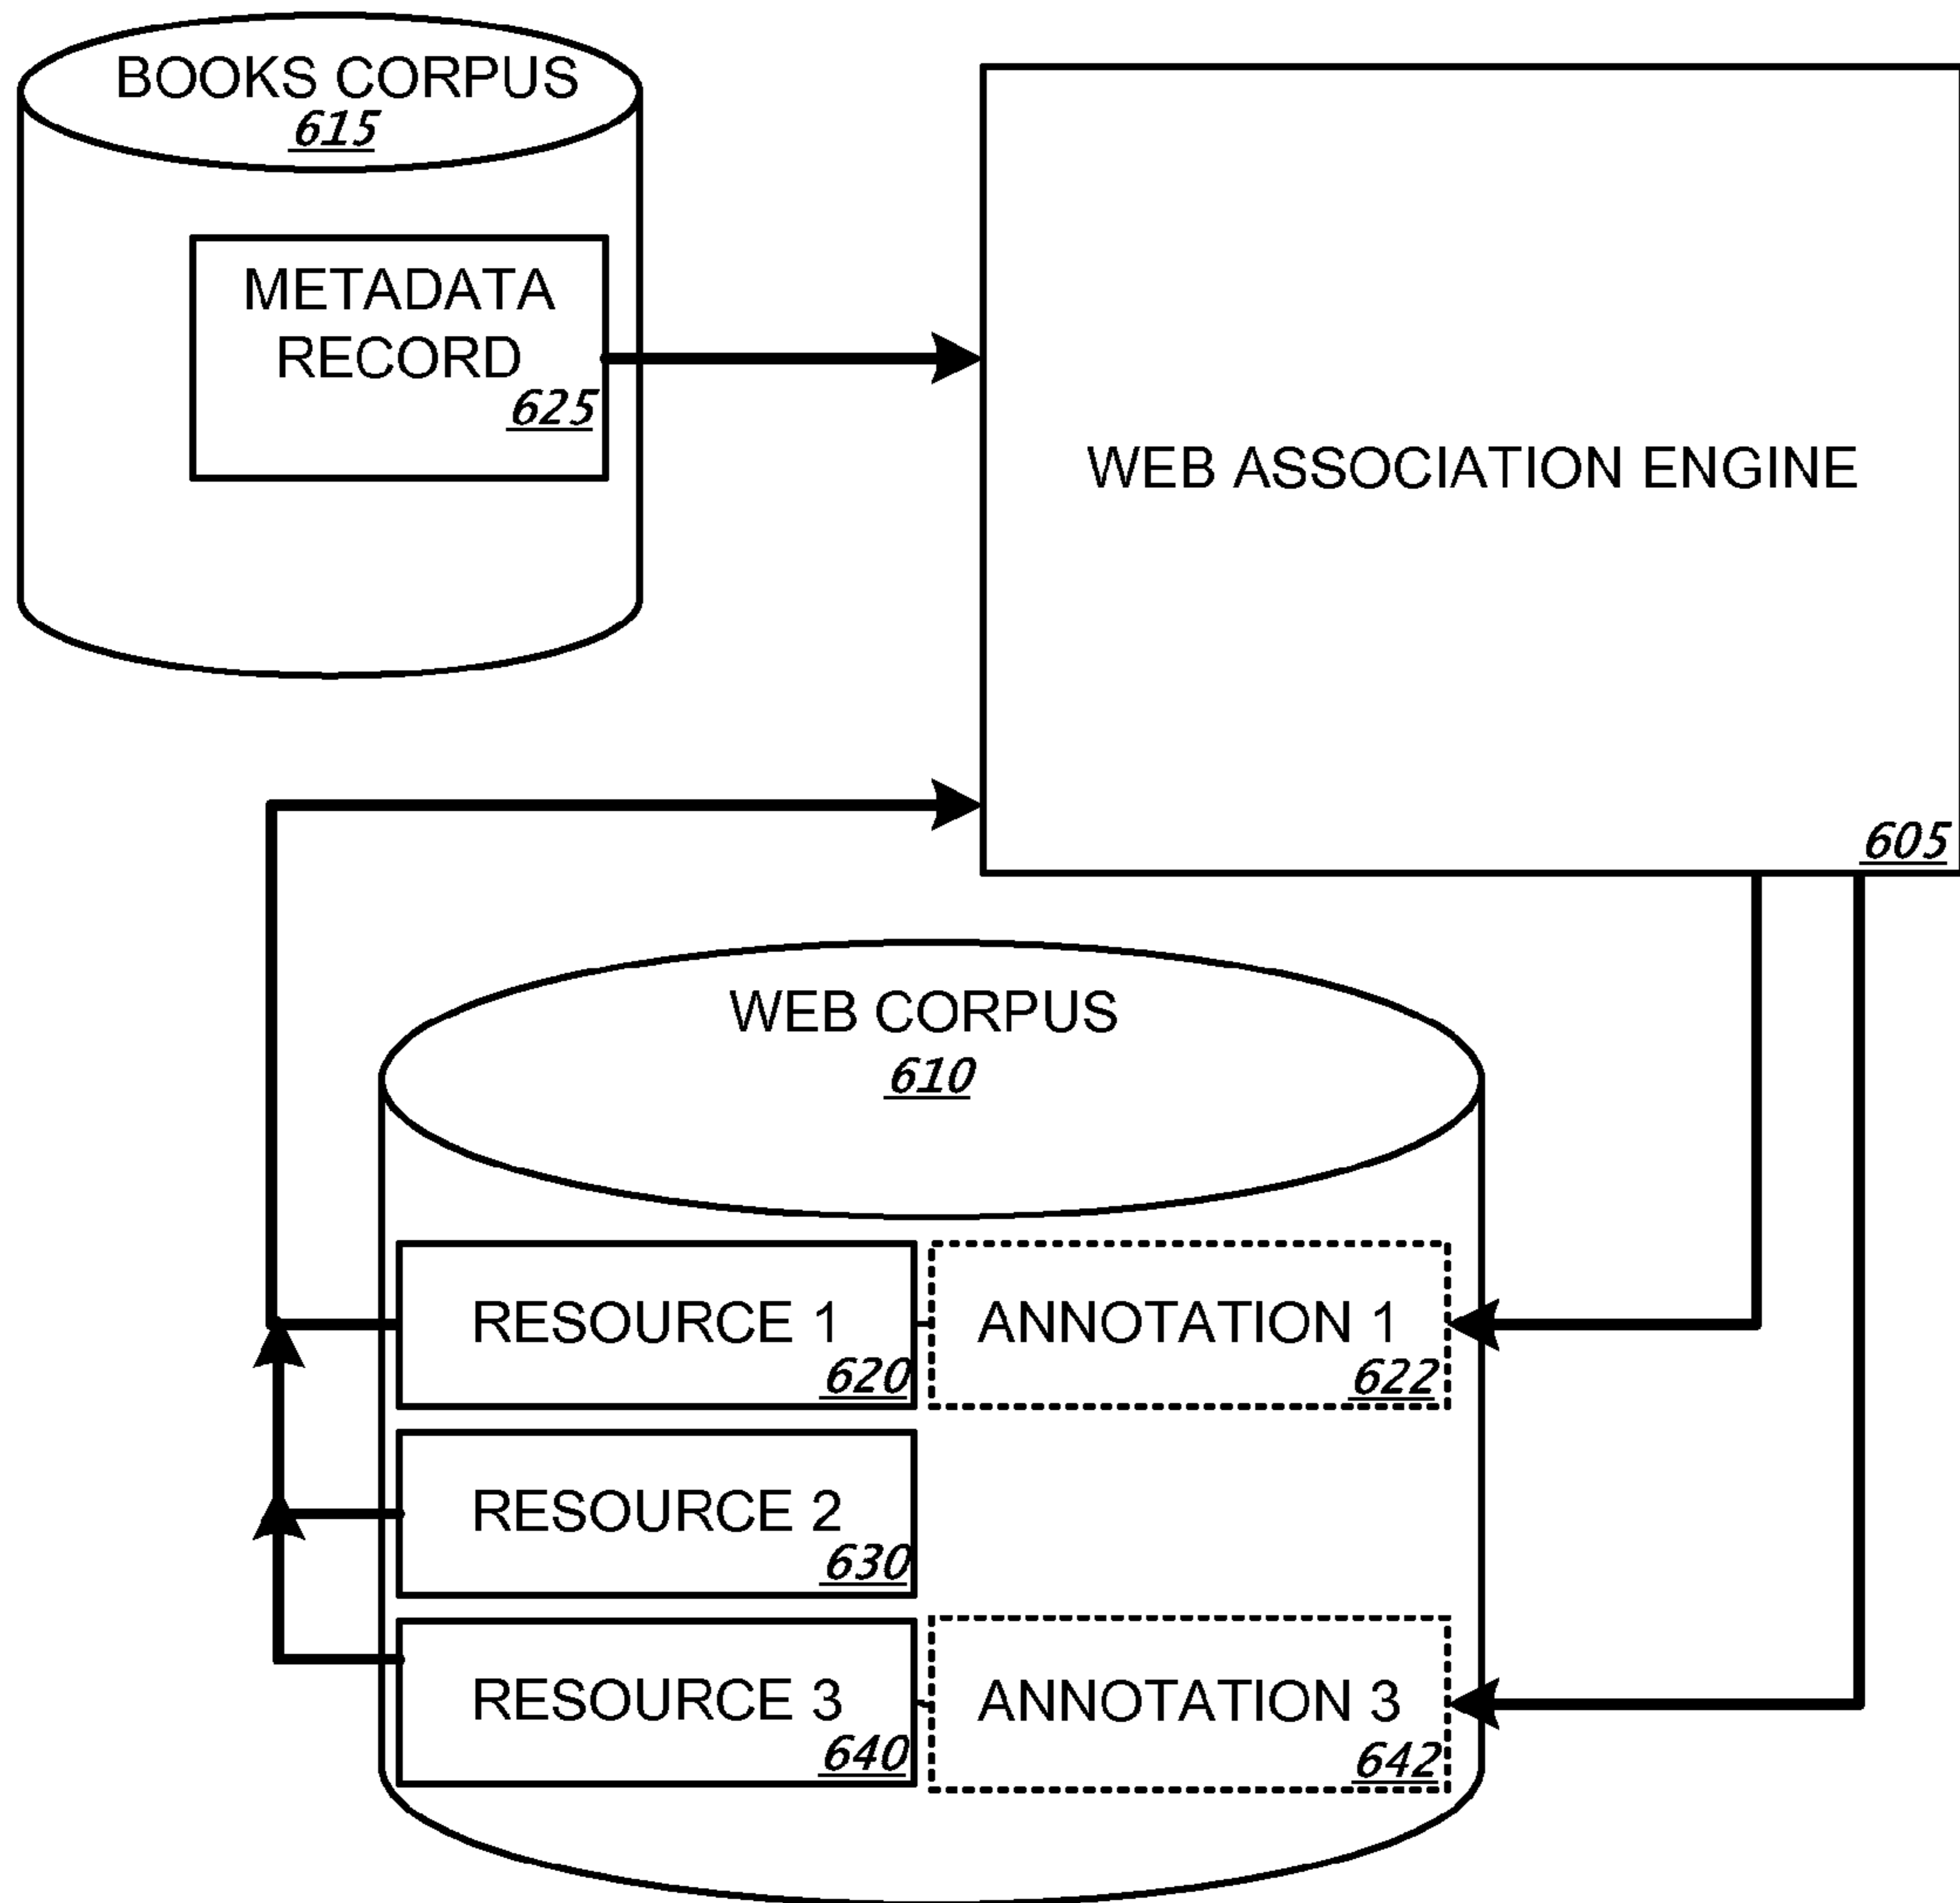 BOOKS CORPUS
615
METADATA
RECORD
625
WEB ASSOCIATION ENGINE
605
WEB CORPUS
610
RESOURCE 1
620
ANNOTATION 1
622
RESOURCE 2
630
RESOURCE 3
640
ANNOTATION 3
642